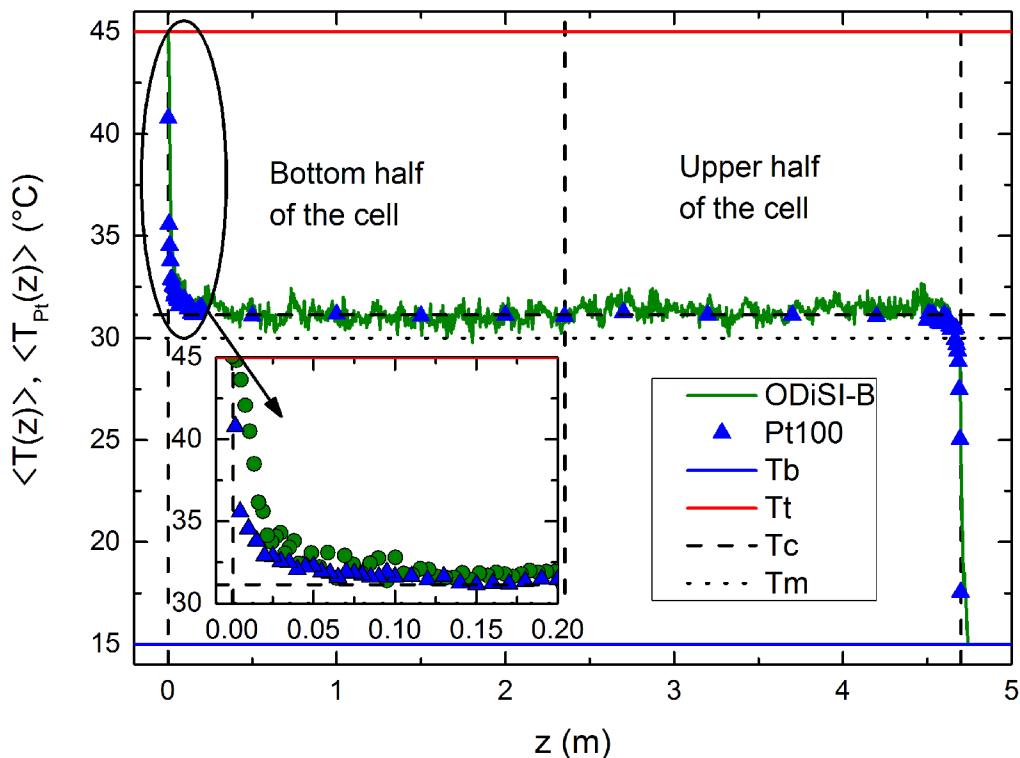 45
40
35
30
25
20
15
<T(z)>, <T_Pt(z)> (°C)
Bottom half
of the cell
Upper half
of the cell
45
40
35
30
0.00 0.05 0.10 0.15 0.20
ODiSI-B
Pt100
Tb
Tt
Tc
Tm
0 1 2 3 4 5
z (m)